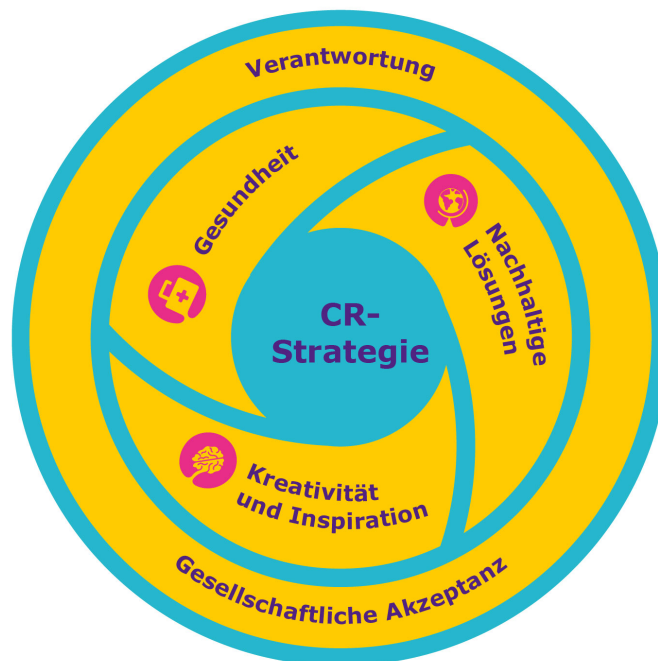 Verantwortung
Gesundheit
Nachhaltige
Lösungen
CR-
Strategie
Kreativität
und Inspiration
Gesellschaftliche Akzeptanz